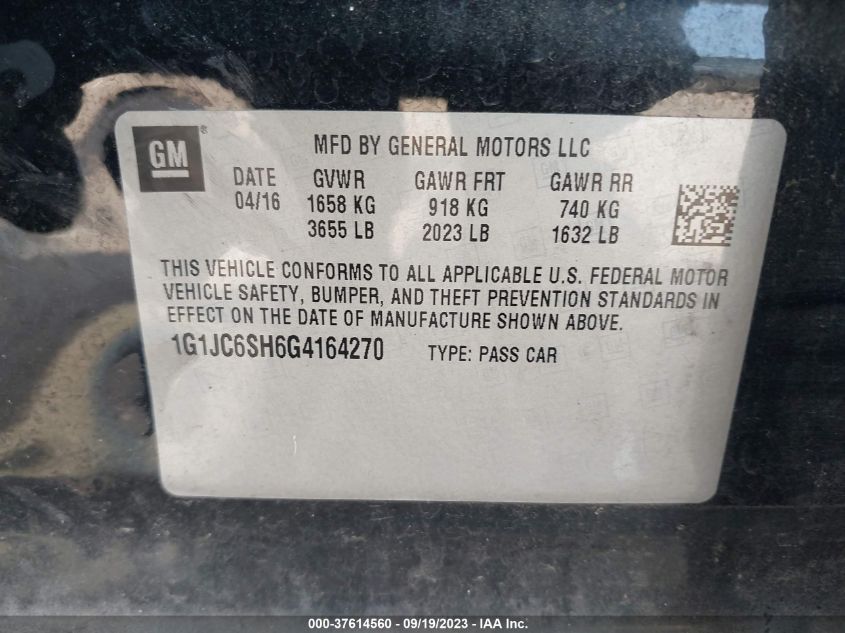 GM®
MFD BY GENERAL MOTORS LLC
DATE GVWR GAWR FRT GAWR RR
04/16 1658 KG 918 KG 740 KG
3655 LB 2023 LB 1632 LB
THIS VEHICLE CONFORMS TO ALL APPLICABLE U.S. FEDERAL MOTOR
VEHICLE SAFETY, BUMPER, AND THEFT PREVENTION STANDARDS IN
EFFECT ON THE DATE OF MANUFACTURE SHOWN ABOVE.
1G1JC6SH6G4164270 TYPE: PASS CAR
000-37614560 - 09/19/2023 - IAA Inc.